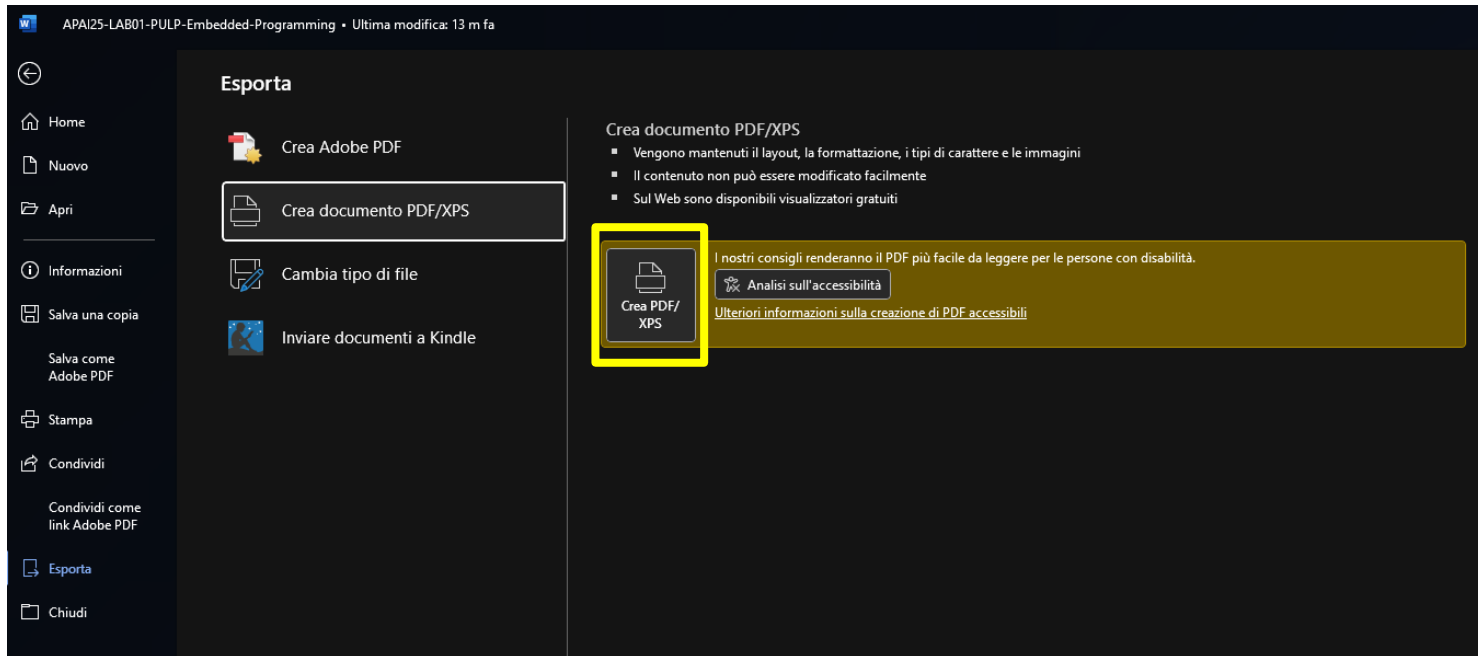 APAI25-LAB01-PULP-Embedded-Programming • Ultima modifica: 13 m fa
Home
Nuovo
Apri
Informazioni
Salva una copia
Salva come
Adobe PDF
Stampa
Condividi
Condividi come
link Adobe PDF
Esporta
Chiudi
Esporta
Crea Adobe PDF
Crea documento PDF/XPS
Cambia tipo di file
Inviare documenti a Kindle
Crea documento PDF/XPS
▪ Vengono mantenuti il layout, la formattazione, i tipi di carattere e le immagini
▪ Il contenuto non può essere modificato facilmente
▪ Sul Web sono disponibili visualizzatori gratuiti
Crea PDF/
XPS
I nostri consigli renderanno il PDF più facile da leggere per le persone con disabilità.
Analisi sull'accessibilità
Ulteriori informazioni sulla creazione di PDF accessibili